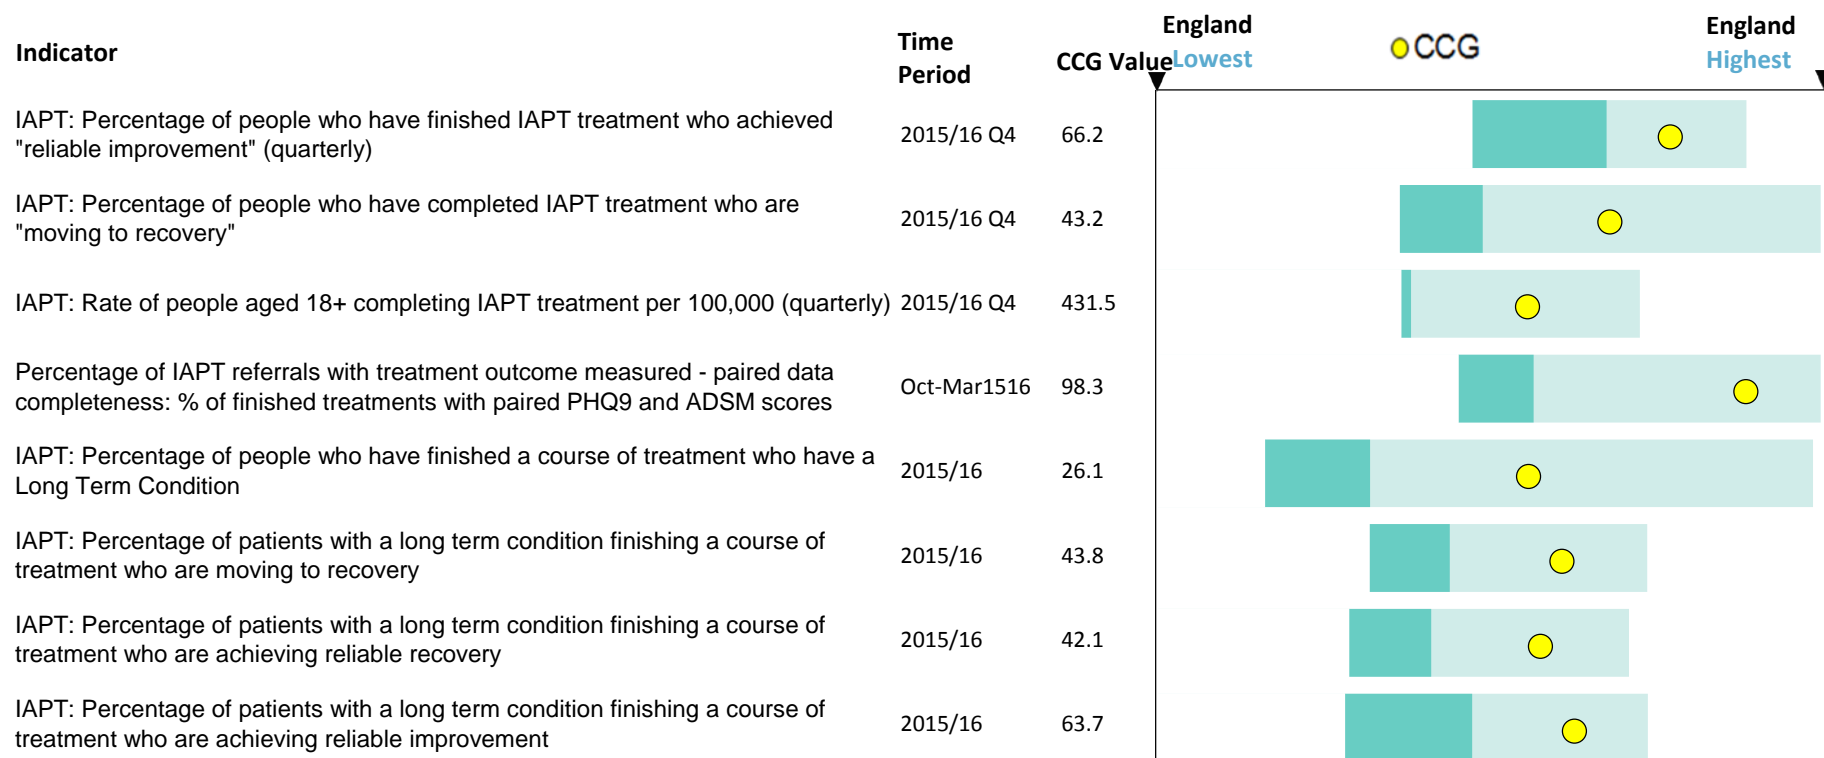 Indicator
Time
Period
CCG Value
England
Lowest
CCG
England
Highest
IAPT: Percentage of people who have finished IAPT treatment who achieved
"reliable improvement" (quarterly)
2015/16 Q4
66.2
IAPT: Percentage of people who have completed IAPT treatment who are
"moving to recovery"
2015/16 Q4
43.2
IAPT: Rate of people aged 18+ completing IAPT treatment per 100,000 (quarterly)
2015/16 Q4
431.5
Percentage of IAPT referrals with treatment outcome measured - paired data
completeness: % of finished treatments with paired PHQ9 and ADSM scores
Oct-Mar1516
98.3
IAPT: Percentage of people who have finished a course of treatment who have a
Long Term Condition
2015/16
26.1
IAPT: Percentage of patients with a long term condition finishing a course of
treatment who are moving to recovery
2015/16
43.8
IAPT: Percentage of patients with a long term condition finishing a course of
treatment who are achieving reliable recovery
2015/16
42.1
IAPT: Percentage of patients with a long term condition finishing a course of
treatment who are achieving reliable improvement
2015/16
63.7